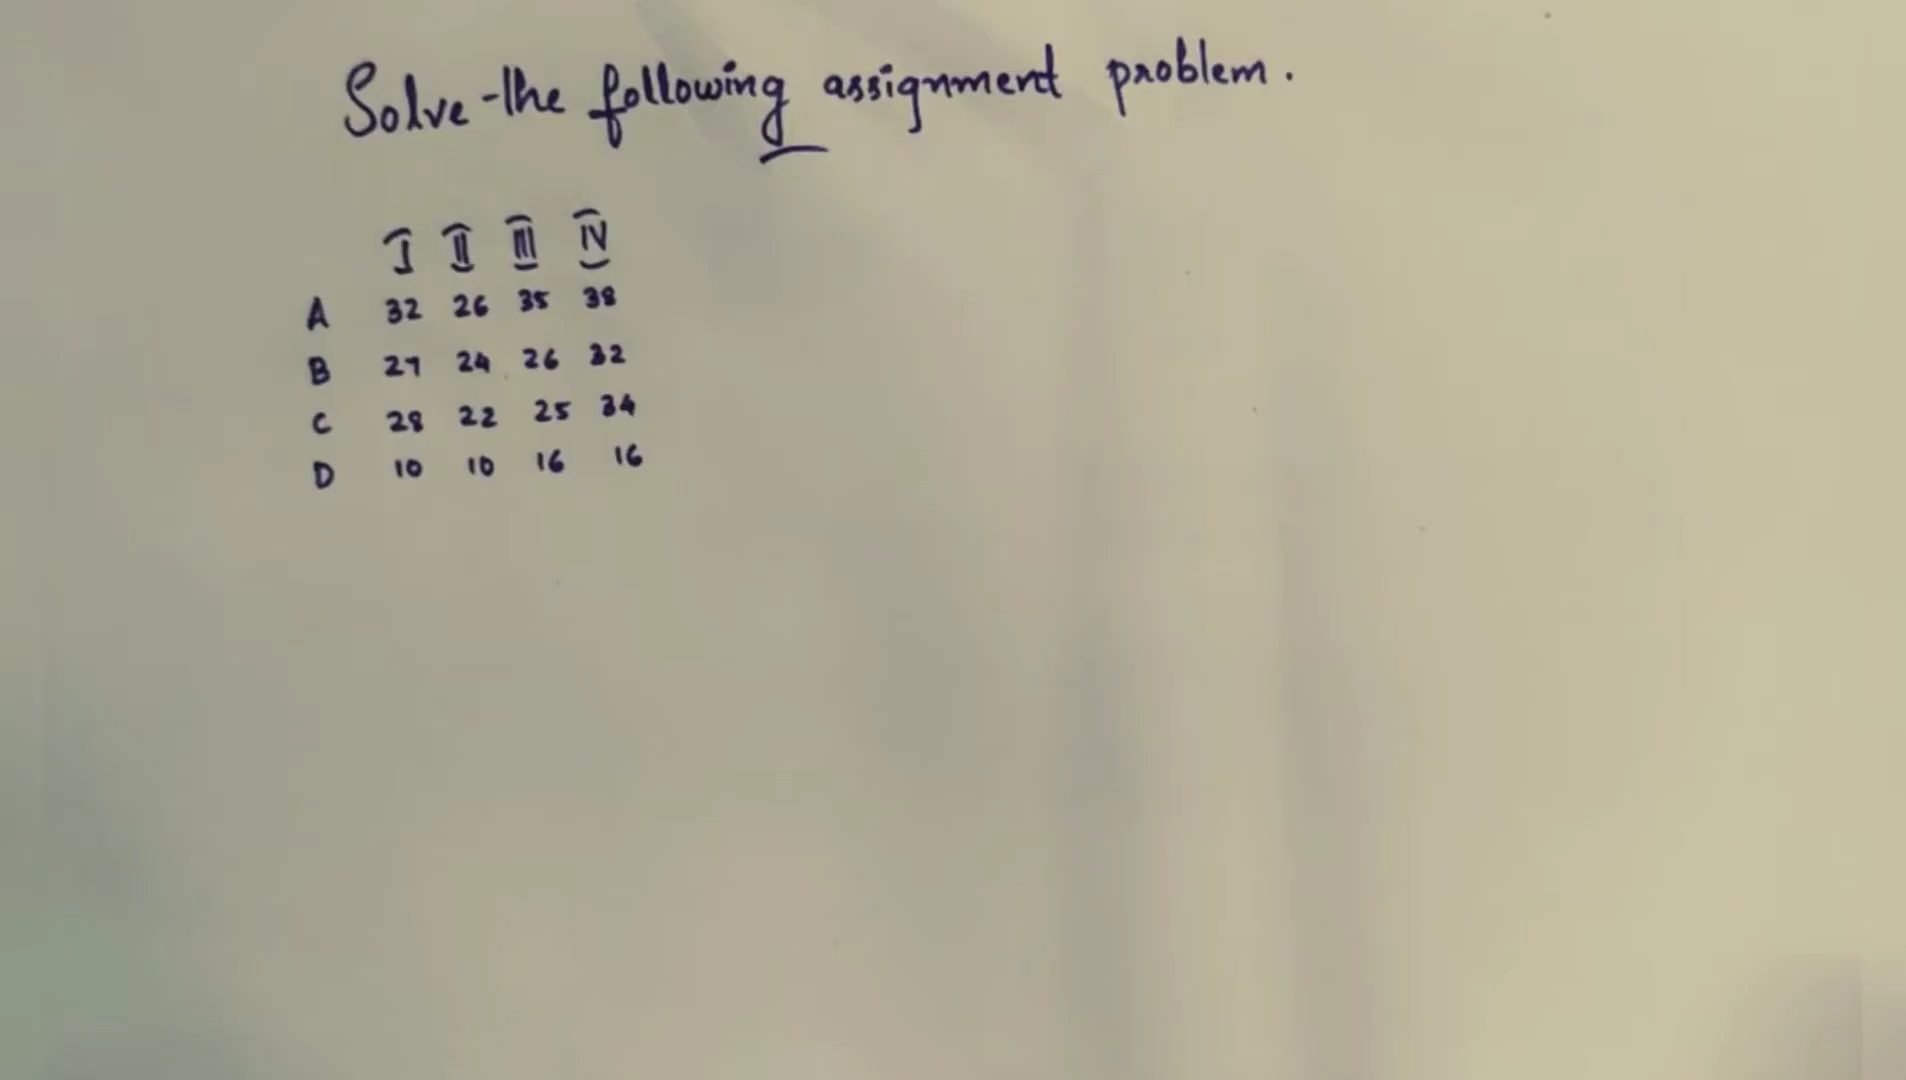 Solve the following assignment problem.
I II III IV
A 32 26 35 38
B 27 24 26 32
C 28 22 25 34
D 10 10 16 16